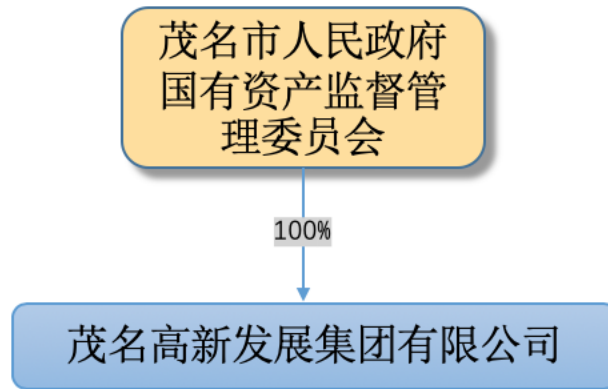 茂名市人民政府
国有资产监督管
理委员会
100%
茂名高新发展集团有限公司